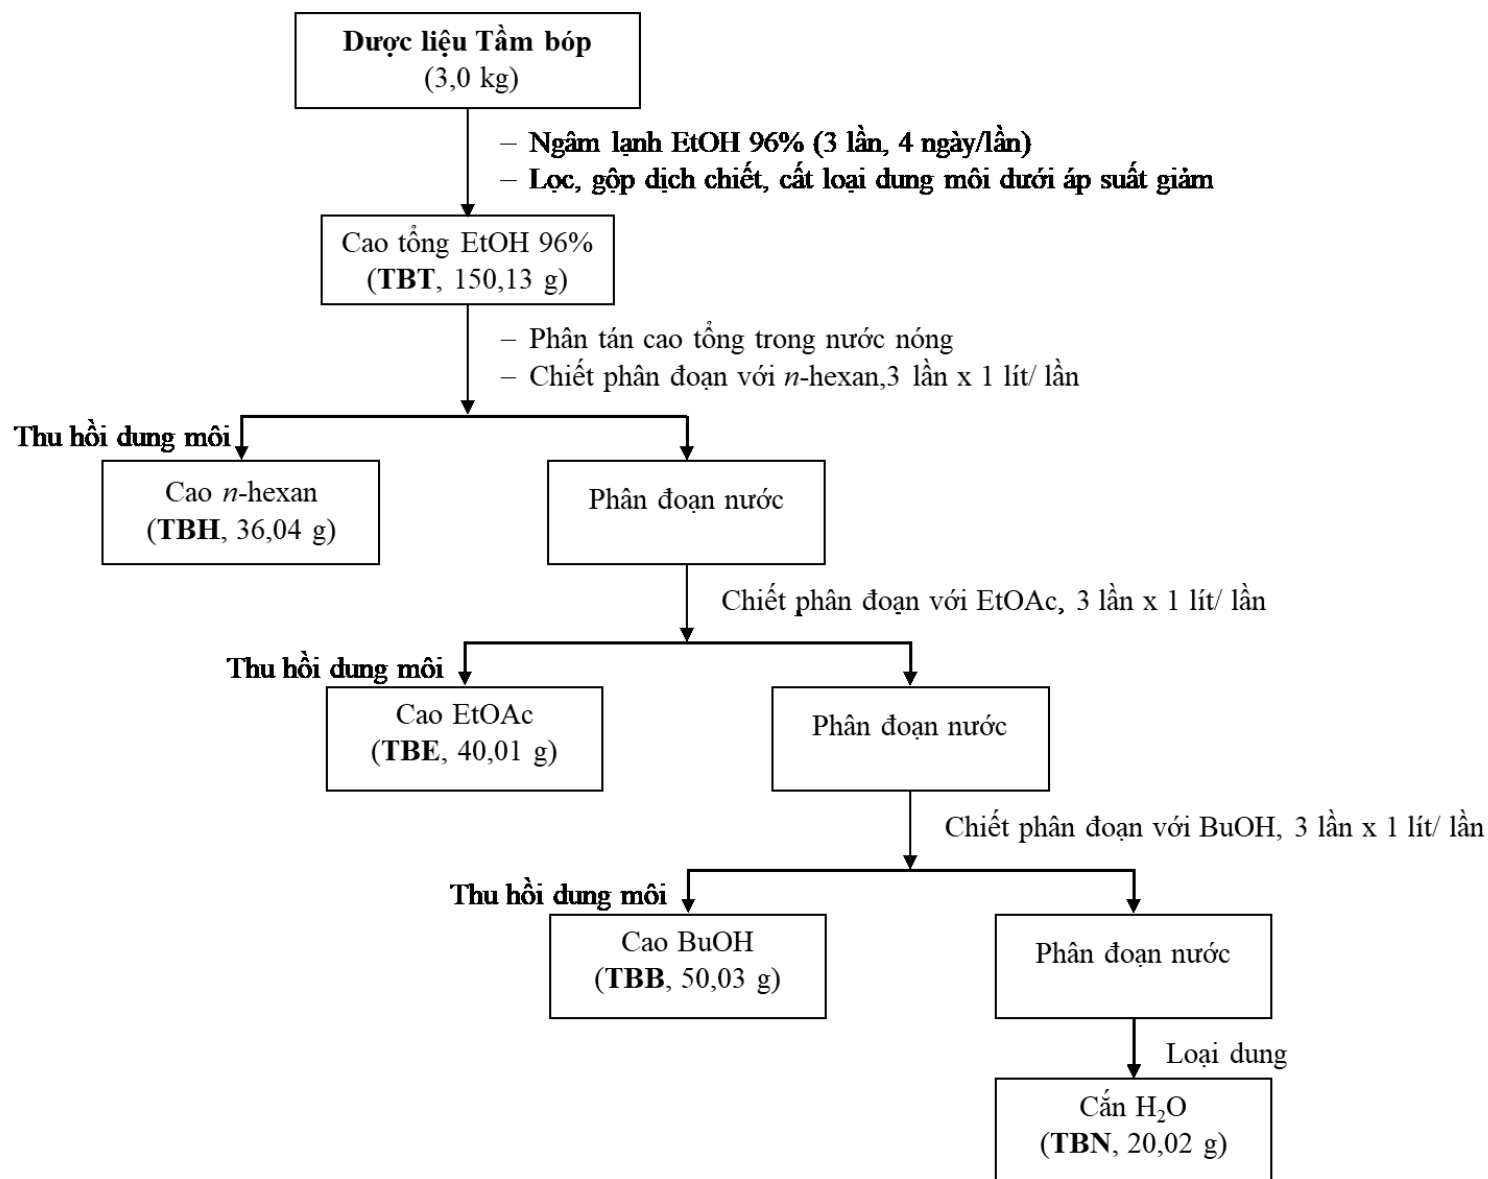 Dược liệu Tầm bóp
(3,0 kg)
– Ngâm lạnh EtOH 96% (3 lần, 4 ngày/lần)
– Lọc, gộp dịch chiết, cất loại dung môi dưới áp suất giảm
Cao tổng EtOH 96%
(TBT, 150,13 g)
– Phân tán cao tổng trong nước nóng
– Chiết phân đoạn với n-hexan,3 lần x 1 lít/ lần
Thu hồi dung môi
Cao n-hexan
(TBH, 36,04 g)
Phân đoạn nước
Chiết phân đoạn với EtOAc, 3 lần x 1 lít/ lần
Thu hồi dung môi
Cao EtOAc
(TBE, 40,01 g)
Phân đoạn nước
Chiết phân đoạn với BuOH, 3 lần x 1 lít/ lần
Thu hồi dung môi
Cao BuOH
(TBB, 50,03 g)
Phân đoạn nước
Loại dung
Cắn H₂O
(TBN, 20,02 g)